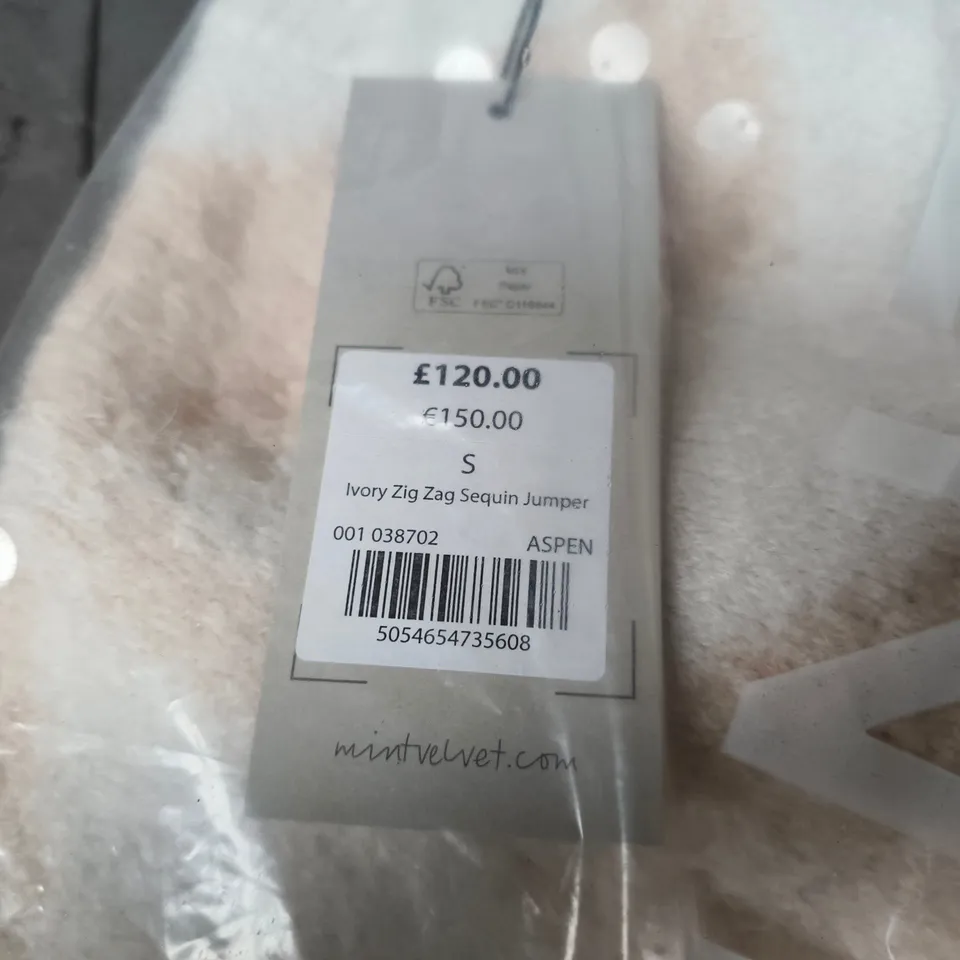 FSC
£120.00
€150.00
S
Ivory Zig Zag Sequin Jumper
001 038702 ASPEN
5054654735608
mintvelvet.com